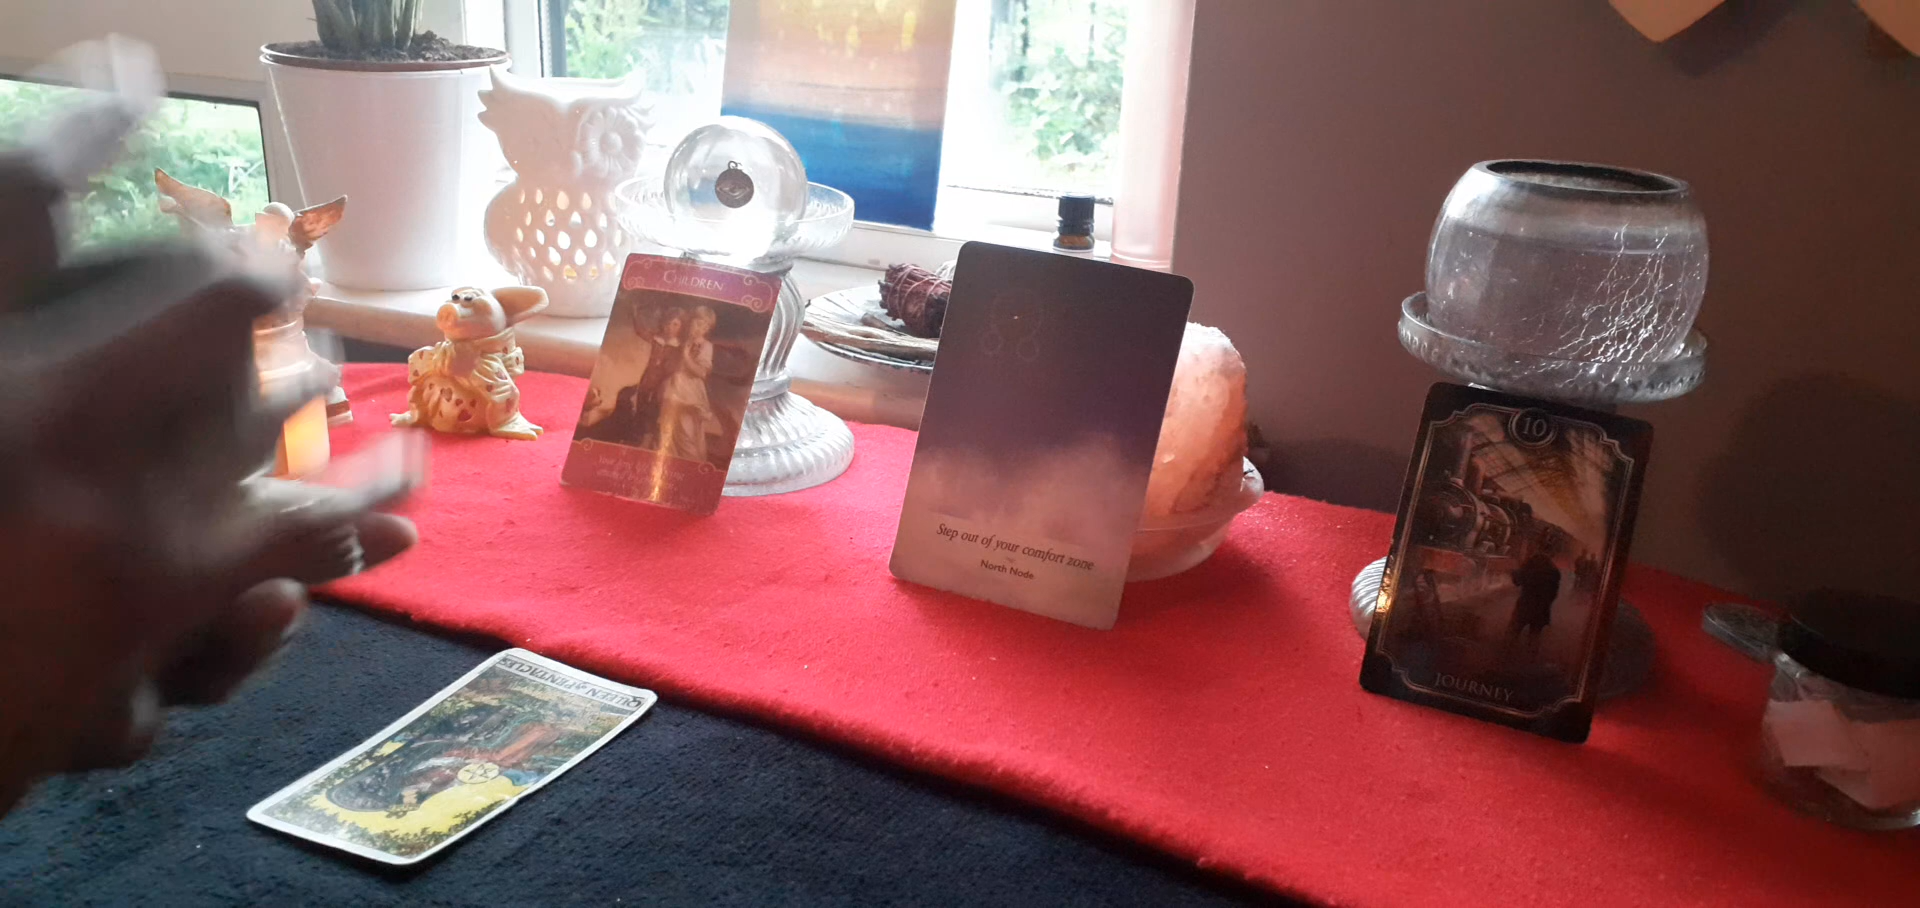 CHILDREN
Step out of your comfort zone
North Node
10
JOURNEY
QUEEN of PENTACLES